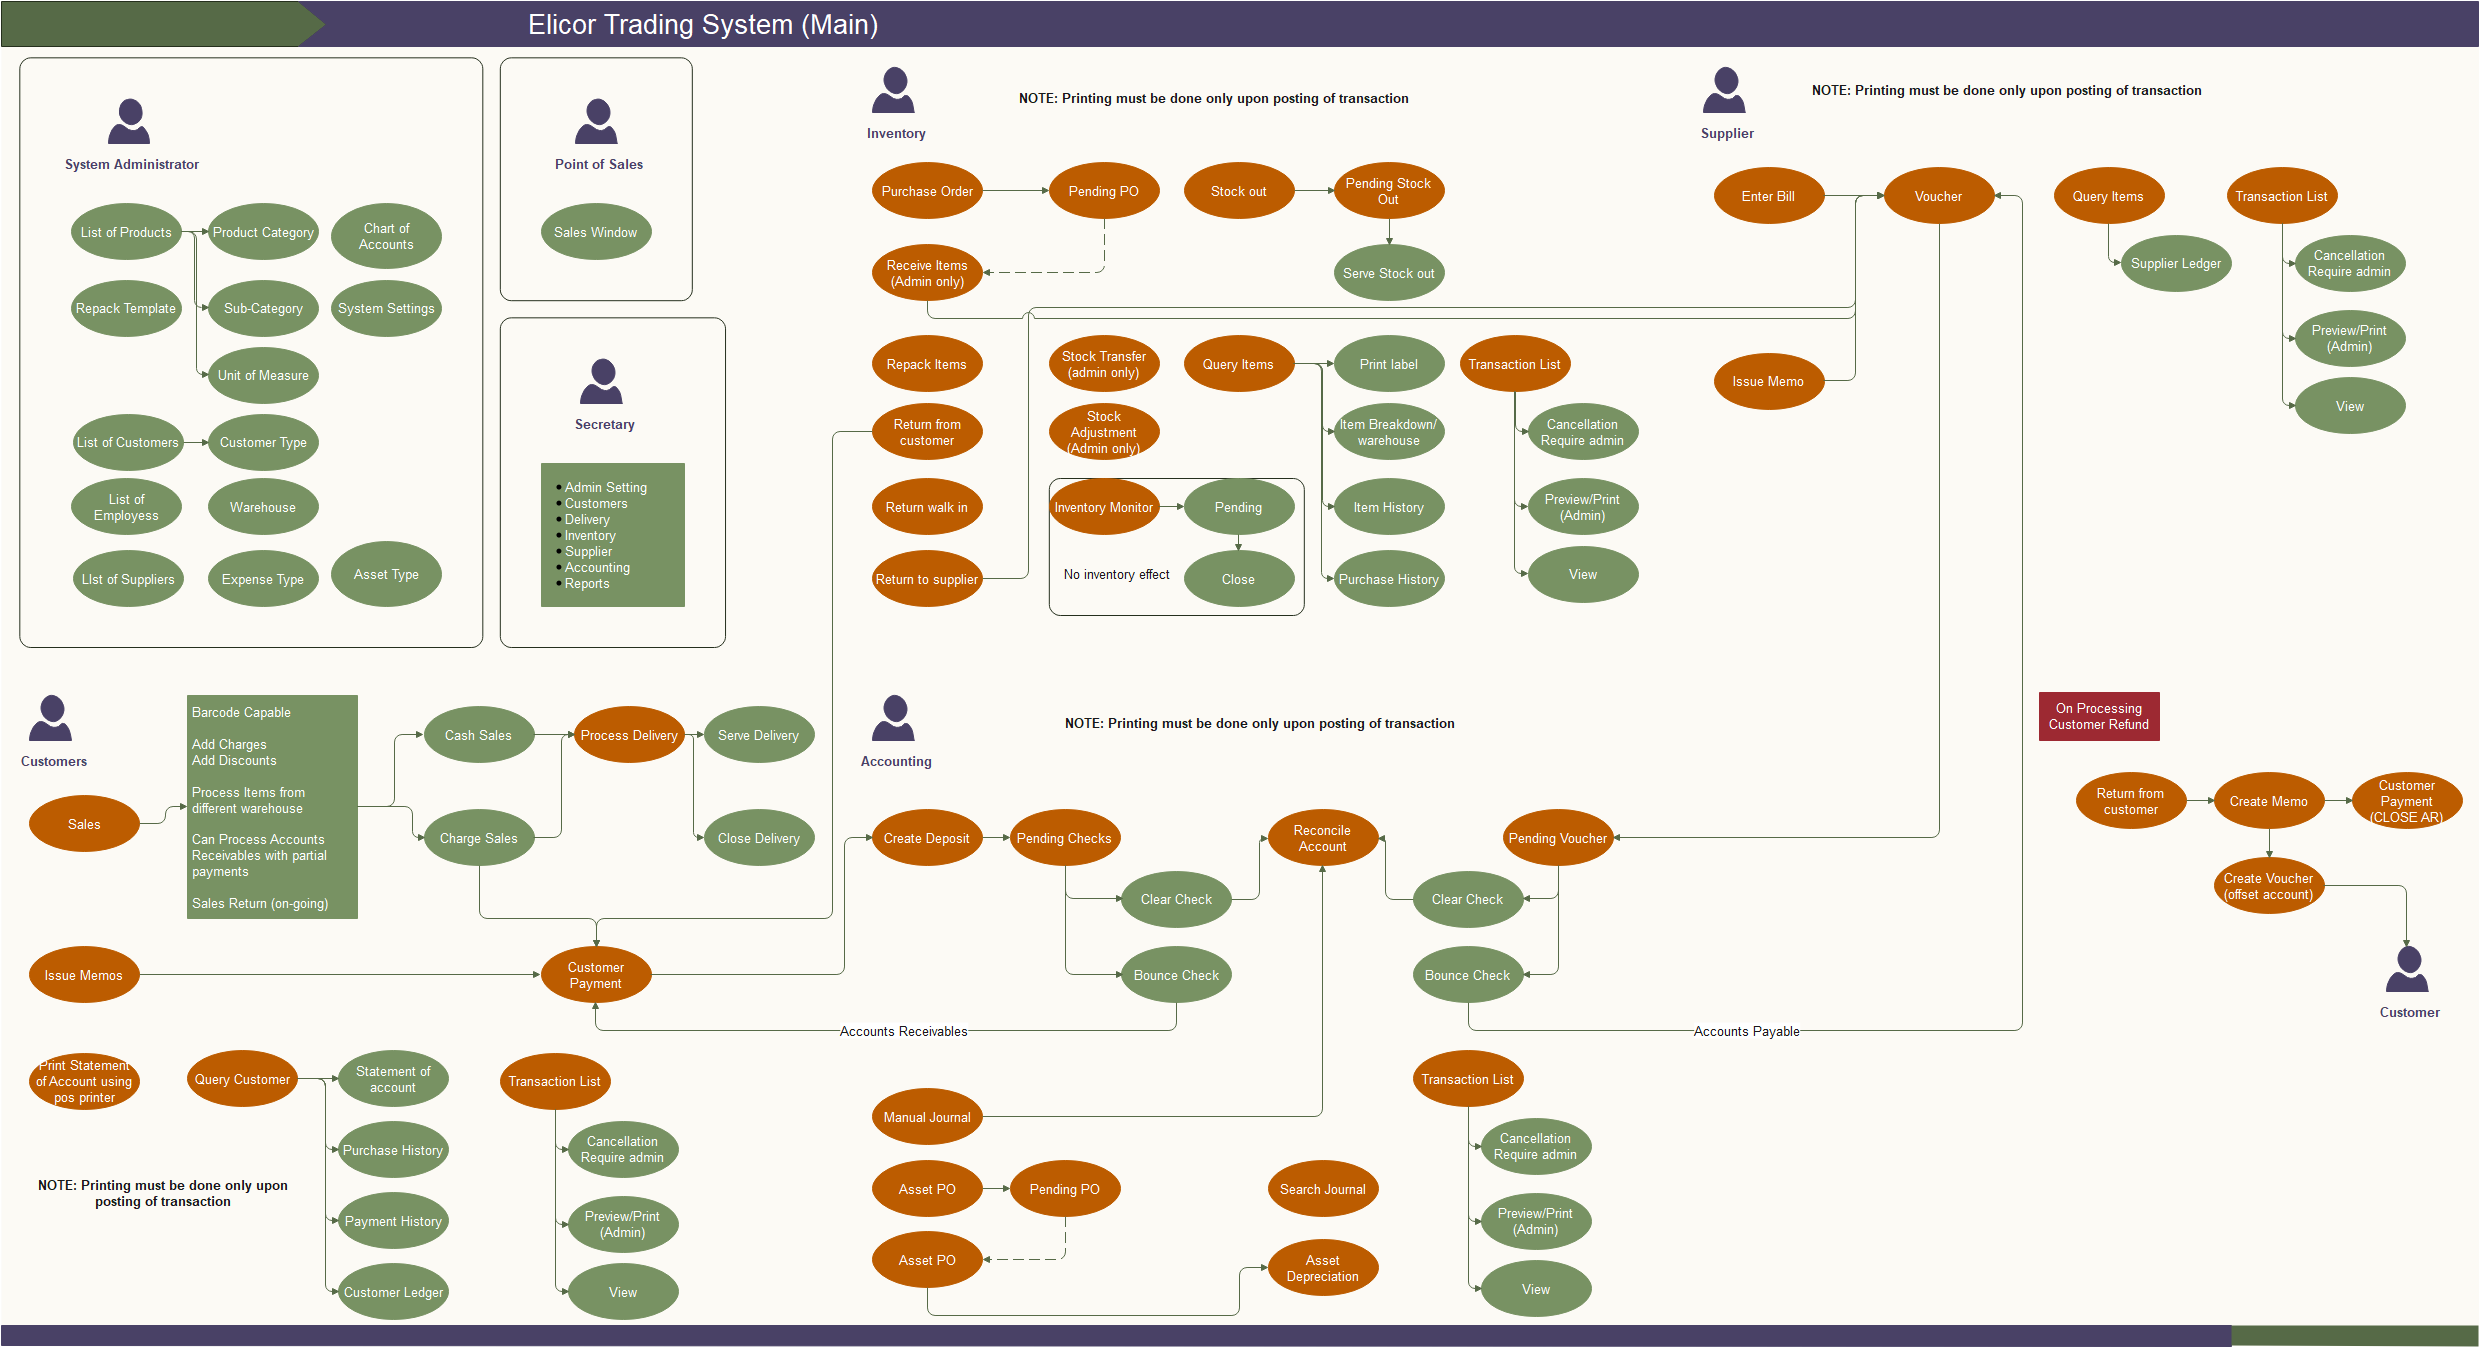 Elicor Trading System (Main)
System Administrator
List of Products
Product Category
Chart of
Accounts
Repack Template
Sub-Category
System Settings
Unit of Measure
List of Customers
Customer Type
List of
Employess
Warehouse
LIst of Suppliers
Expense Type
Asset Type
Point of Sales
Sales Window
Secretary
• Admin Setting
• Customers
• Delivery
• Inventory
• Supplier
• Accounting
• Reports
Inventory
NOTE: Printing must be done only upon posting of transaction
Purchase Order
Pending PO
Stock out
Pending Stock
Out
Receive Items
(Admin only)
Serve Stock out
Repack Items
Stock Transfer
(admin only)
Query Items
Print label
Transaction List
Return from
customer
Stock
Adjustment
(Admin only)
Item Breakdown/
warehouse
Cancellation
Require admin
Return walk in
Inventory Monitor
Pending
Item History
Preview/Print
(Admin)
Return to supplier
No inventory effect
Close
Purchase History
View
Supplier
NOTE: Printing must be done only upon posting of transaction
Enter Bill
Voucher
Query Items
Transaction List
Supplier Ledger
Cancellation
Require admin
Preview/Print
(Admin)
Issue Memo
View
Customers
Sales
Barcode Capable
Add Charges
Add Discounts
Process Items from
different warehouse
Can Process Accounts
Receivables with partial
payments
Sales Return (on-going)
Cash Sales
Process Delivery
Serve Delivery
Charge Sales
Close Delivery
Issue Memos
Customer
Payment
Print Statement
of Account using
pos printer
Query Customer
Statement of
account
Transaction List
Purchase History
Cancellation
Require admin
NOTE: Printing must be done only upon
posting of transaction
Payment History
Preview/Print
(Admin)
Customer Ledger
View
Accounting
NOTE: Printing must be done only upon posting of transaction
Create Deposit
Pending Checks
Reconcile
Account
Pending Voucher
Clear Check
Clear Check
Bounce Check
Bounce Check
Accounts Receivables
Accounts Payable
Manual Journal
Transaction List
Asset PO
Pending PO
Search Journal
Cancellation
Require admin
Asset PO
Asset
Depreciation
Preview/Print
(Admin)
View
On Processing
Customer Refund
Return from
customer
Create Memo
Customer
Payment
(CLOSE AR)
Create Voucher
(offset account)
Customer